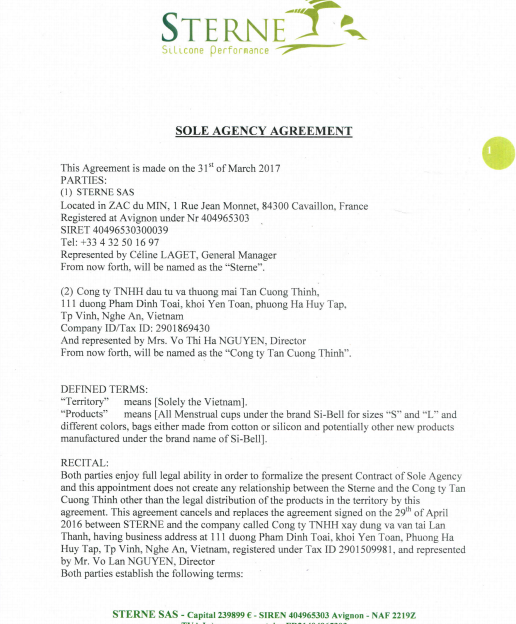 STERNE
Silicone Performance
SOLE AGENCY AGREEMENT
This Agreement is made on the 31st of March 2017
PARTIES:
(1) STERNE SAS
Located in ZAC du MIN, 1 Rue Jean Monnet, 84300 Cavaillon, France
Registered at Avignon under Nr 404965303
SIRET 40496530300039
Tel: +33 4 32 50 16 97
Represented by Céline LAGET, General Manager
From now forth, will be named as the “Sterne”.
(2) Cong ty TNHH dau tu va thuong mai Tan Cuong Thinh,
111 duong Pham Dinh Toai, khoi Yen Toan, phuong Ha Huy Tap,
Tp Vinh, Nghe An, Vietnam
Company ID/Tax ID: 2901869430
And represented by Mrs. Vo Thi Ha NGUYEN, Director
From now forth, will be named as the “Cong ty Tan Cuong Thinh”.
DEFINED TERMS:
“Territory” means [Solely the Vietnam].
“Products” means [All Menstrual cups under the brand Si-Bell for sizes “S” and “L” and
different colors, bags either made from cotton or silicon and potentially other new products
manufactured under the brand name of Si-Bell].
RECITAL:
Both parties enjoy full legal ability in order to formalize the present Contract of Sole Agency
and this appointment does not create any relationship between the Sterne and the Cong ty Tan
Cuong Thinh other than the legal distribution of the products in the territory by this
agreement. This agreement cancels and replaces the agreement signed on the 29th of April
2016 between STERNE and the company called Cong ty TNHH xay dung va van tai Lan
Thanh, having business address at 111 duong Pham Dinh Toai, khoi Yen Toan, Phuong Ha
Huy Tap, Tp Vinh, Nghe An, Vietnam, registered under Tax ID 2901509981, and represented
by Mr. Vo Lan NGUYEN, Director
Both parties establish the following terms:
STERNE SAS - Capital 239899 € - SIREN 404965303 Avignon - NAF 2219Z